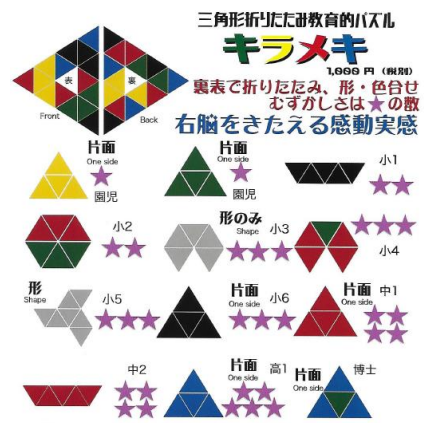 三角形折りたたみ教育的パズル
キラメキ
1,000 円 (税別)
裏表で折りたたみ、形・色合せ
むずかしさは★の数
右脳をきたえる感動実感
表
裏
Front
Back
片面
One side
★
園児
片面
One side
★
園児
小1
★★
小2
★★
形のみ
Shape
小3
★★★
★★★
小4
形
Shape
小5
★★★
片面
One side
小6
★★★
片面
One side
中1
★★
★★
中2
★★
★★
片面
One side
高1
★★
★★★
片面
One side
博士